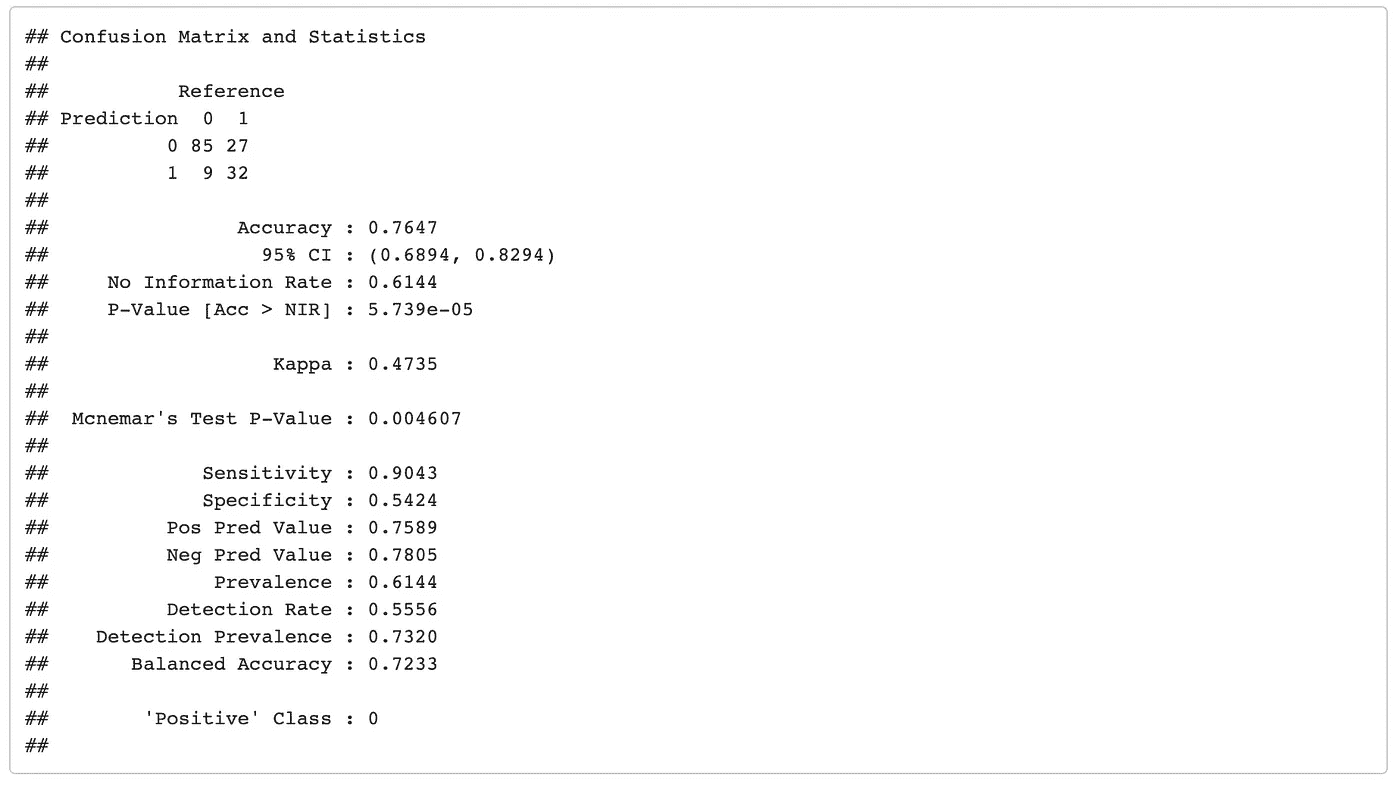 ## Confusion Matrix and Statistics
##
##           Reference
## Prediction  0  1
##          0 85 27
##          1  9 32
##
##                Accuracy : 0.7647
##                  95% CI : (0.6894, 0.8294)
##     No Information Rate : 0.6144
##     P-Value [Acc > NIR] : 5.739e-05
##
##                   Kappa : 0.4735
##
##  Mcnemar's Test P-Value : 0.004607
##
##             Sensitivity : 0.9043
##             Specificity : 0.5424
##          Pos Pred Value : 0.7589
##          Neg Pred Value : 0.7805
##              Prevalence : 0.6144
##          Detection Rate : 0.5556
##    Detection Prevalence : 0.7320
##       Balanced Accuracy : 0.7233
##
##        'Positive' Class : 0
##